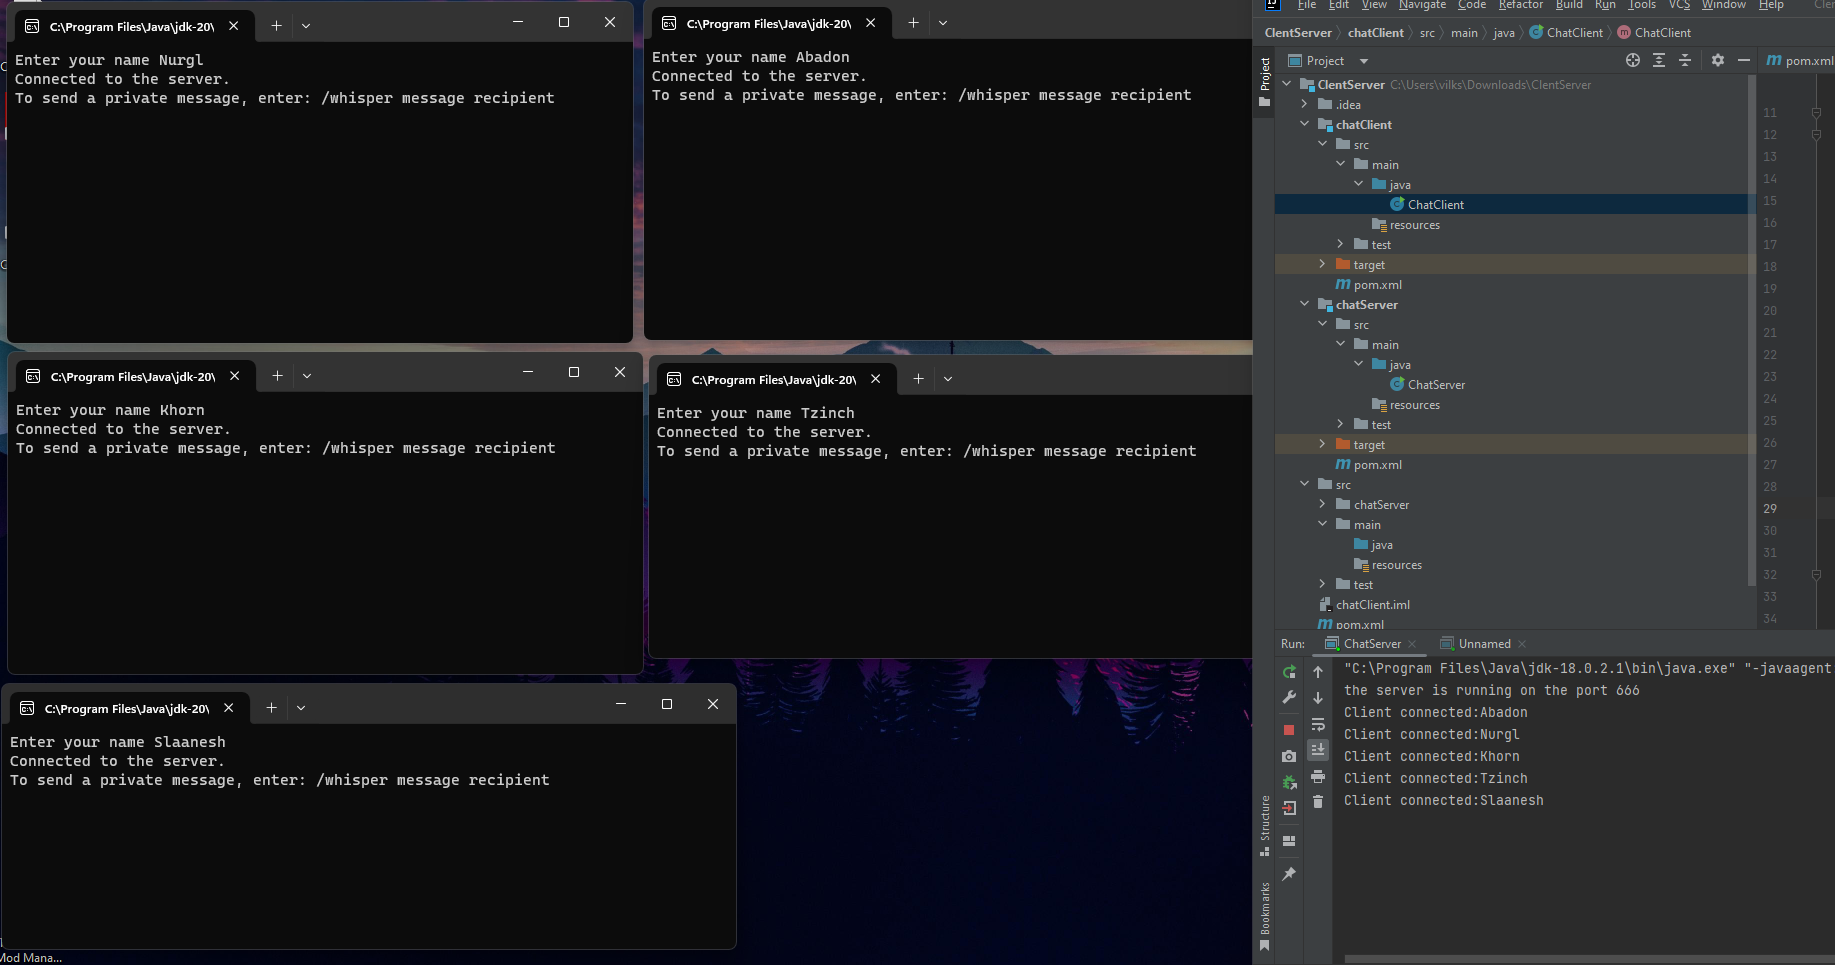 C:\Program Files\Java\jdk-20\
Enter your name Nurgl
Connected to the server.
To send a private message, enter: /whisper message recipient
C:\Program Files\Java\jdk-20\
Enter your name Abadon
Connected to the server.
To send a private message, enter: /whisper message recipient
C:\Program Files\Java\jdk-20\
Enter your name Khorn
Connected to the server.
To send a private message, enter: /whisper message recipient
C:\Program Files\Java\jdk-20\
Enter your name Tzinch
Connected to the server.
To send a private message, enter: /whisper message recipient
C:\Program Files\Java\jdk-20\
Enter your name Slaanesh
Connected to the server.
To send a private message, enter: /whisper message recipient
Mod Mana...
File Edit View Navigate Code Refactor Build Run Tools VCS Window Help
ClentServer chatClient src main java ChatClient ChatClient
Project
Project
pom.xml
ClentServer C:\Users\vilks\Downloads\ClentServer
.idea
chatClient
src
main
java
ChatClient
resources
test
target
pom.xml
chatServer
src
main
java
ChatServer
resources
test
target
pom.xml
src
chatServer
main
java
resources
test
chatClient.iml
pom.xml
11
12
13
14
15
16
17
18
19
20
21
22
23
24
25
26
27
28
29
30
31
32
33
34
Run: ChatServer Unnamed
"C:\Program Files\Java\jdk-18.0.2.1\bin\java.exe" "-javaagent
the server is running on the port 666
Client connected:Abadon
Client connected:Nurgl
Client connected:Khorn
Client connected:Tzinch
Client connected:Slaanesh
Structure
Bookmarks